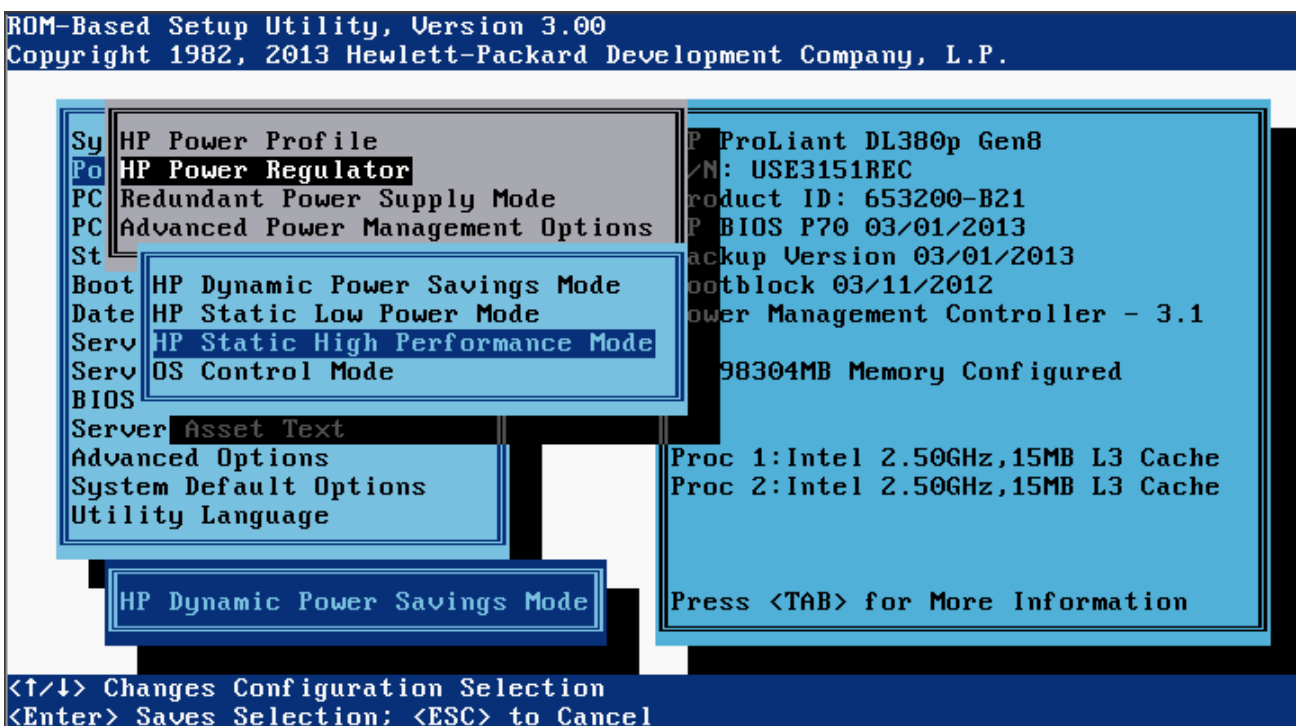 ROM-Based Setup Utility, Version 3.00
Copyright 1982, 2013 Hewlett-Packard Development Company, L.P.
HP Power Profile
HP Power Regulator
Redundant Power Supply Mode
Advanced Power Management Options
HP Dynamic Power Savings Mode
HP Static Low Power Mode
HP Static High Performance Mode
OS Control Mode
Sy
Po
PC
PC
St
Boot
Date
Serv
Serv
BIOS
Server Asset Text
Advanced Options
System Default Options
Utility Language
HP Dynamic Power Savings Mode
P ProLiant DL380p Gen8
/N: USE3151REC
roduct ID: 653200-B21
P BIOS P70 03/01/2013
ackup Version 03/01/2013
ootblock 03/11/2012
ower Management Controller - 3.1
98304MB Memory Configured
Proc 1:Intel 2.50GHz,15MB L3 Cache
Proc 2:Intel 2.50GHz,15MB L3 Cache
Press <TAB> for More Information
<↑/↓> Changes Configuration Selection
<Enter> Saves Selection; <ESC> to Cancel